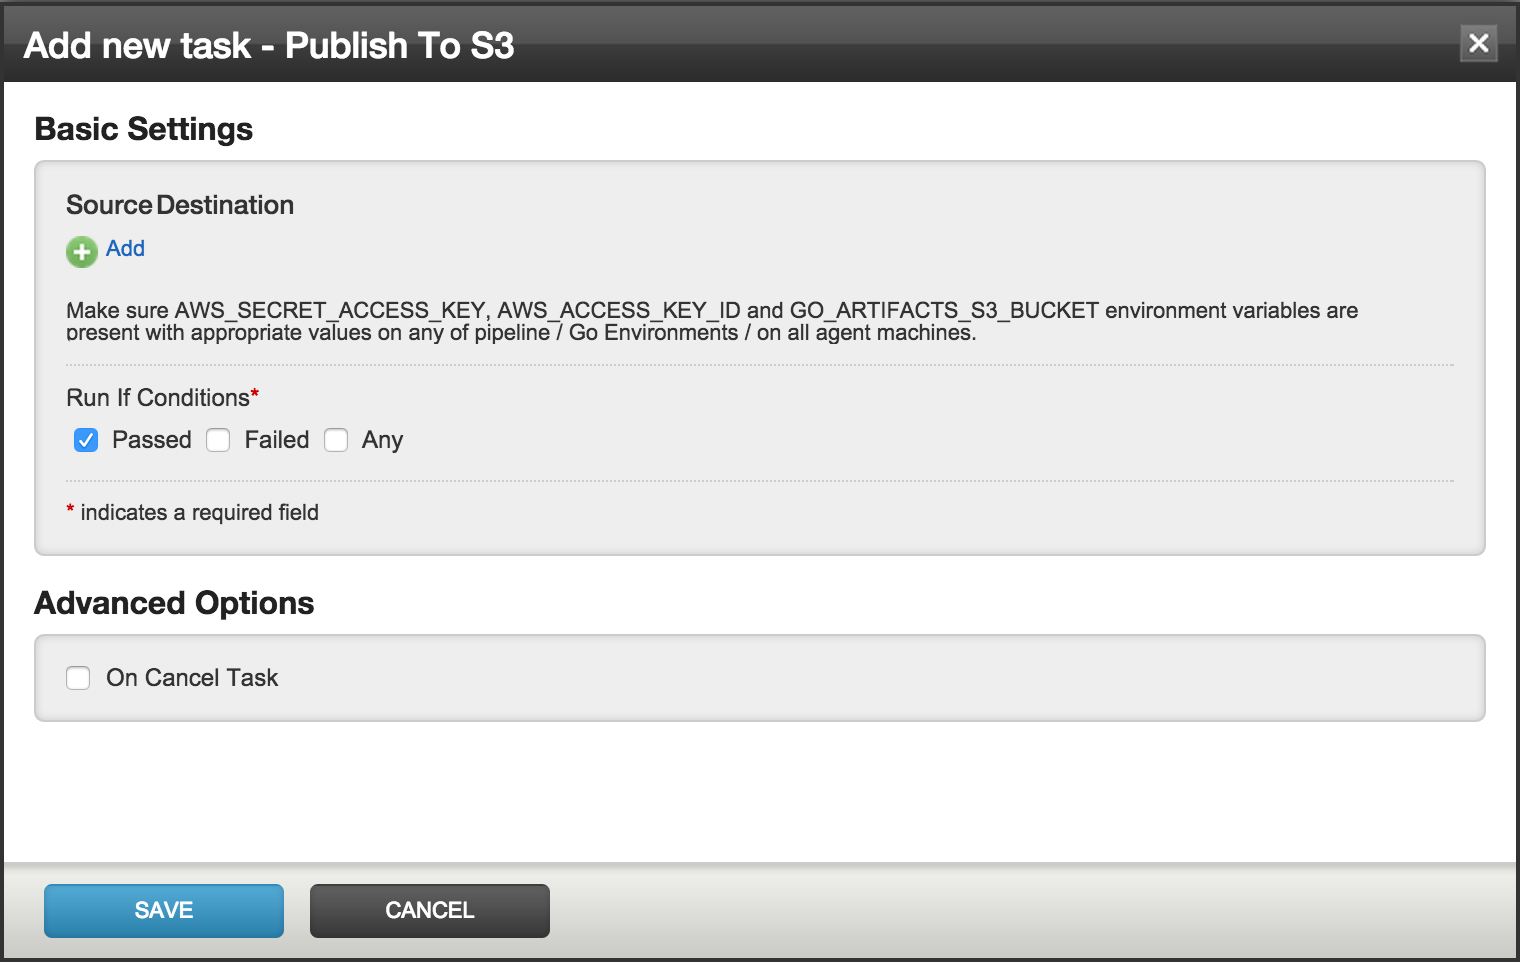 Add new task - Publish To S3
Basic Settings
Source Destination
Add
Make sure AWS_SECRET_ACCESS_KEY, AWS_ACCESS_KEY_ID and GO_ARTIFACTS_S3_BUCKET environment variables are
present with appropriate values on any of pipeline / Go Environments / on all agent machines.
Run If Conditions*
Passed Failed Any
* indicates a required field
Advanced Options
On Cancel Task
SAVE CANCEL